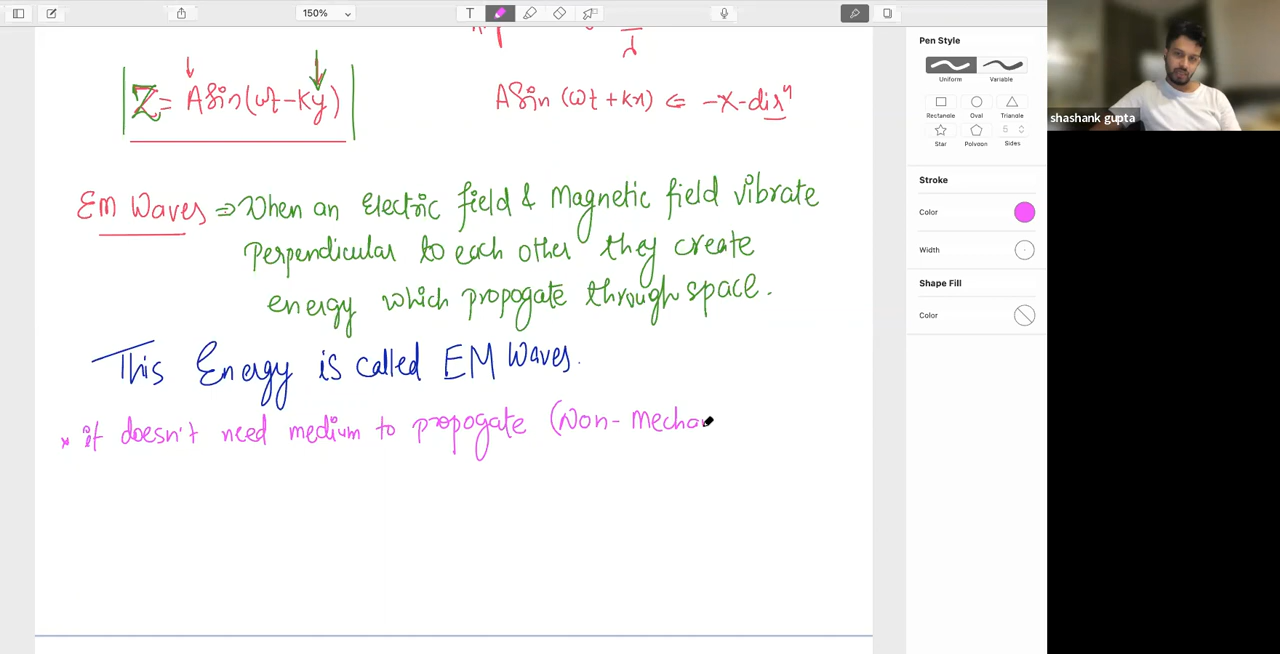 150%
T
Pen Style
Uniform
Variable
Rectangle
Oval
Triangle
Star
Polygon
5
Sides
Stroke
Color
Width
Shape Fill
Color
shashank gupta
Z = A Sin(ωt - Ky)
A Sin (ωt + Kx) ⇐ -X-dirⁿ
EM Waves ⇒ When an Electric field & Magnetic field vibrate
Perpendicular to each other they create
energy which propogate through space.
This Energy is called EM Waves.
* it doesn't need medium to propogate (Non- Mecha